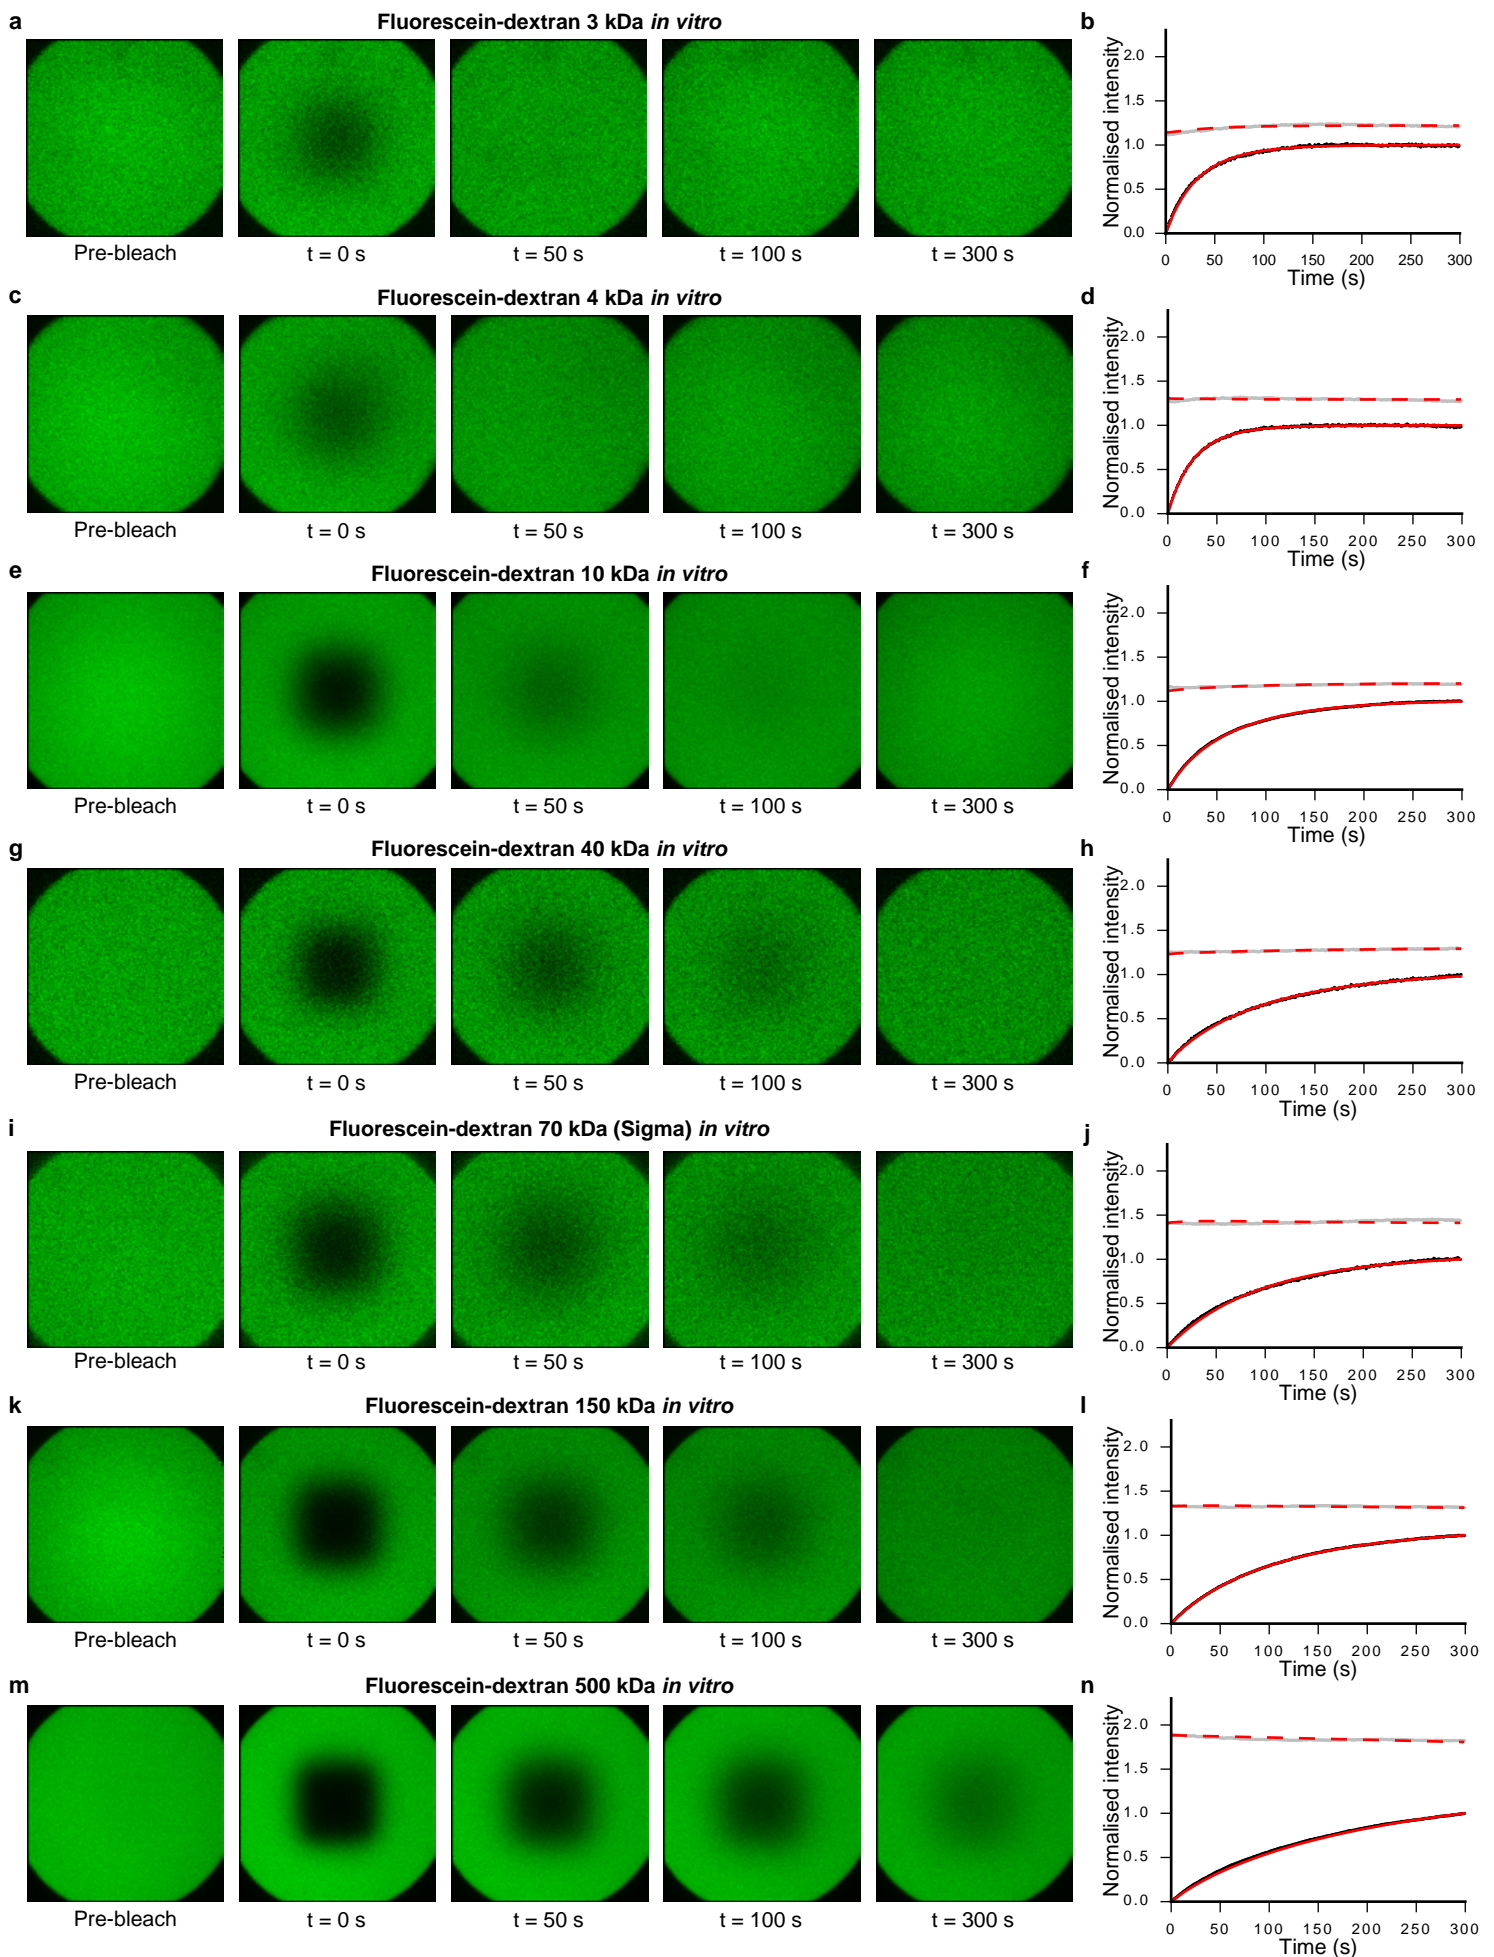 a Fluorescein-dextran 3 kDa in vitro
Pre-bleach t = 0 s t = 50 s t = 100 s t = 300 s
b
Normalised intensity
2.0
1.5
1.0
0.5
0.0
0 50 100 150 200 250 300
Time (s)
c Fluorescein-dextran 4 kDa in vitro
Pre-bleach t = 0 s t = 50 s t = 100 s t = 300 s
d
Normalised intensity
2.0
1.5
1.0
0.5
0.0
0 50 100 150 200 250 300
Time (s)
e Fluorescein-dextran 10 kDa in vitro
Pre-bleach t = 0 s t = 50 s t = 100 s t = 300 s
f
Normalised intensity
2.0
1.5
1.0
0.5
0.0
0 50 100 150 200 250 300
Time (s)
g Fluorescein-dextran 40 kDa in vitro
Pre-bleach t = 0 s t = 50 s t = 100 s t = 300 s
h
Normalised intensity
2.0
1.5
1.0
0.5
0.0
0 50 100 150 200 250 300
Time (s)
i Fluorescein-dextran 70 kDa (Sigma) in vitro
Pre-bleach t = 0 s t = 50 s t = 100 s t = 300 s
j
Normalised intensity
2.0
1.5
1.0
0.5
0.0
0 50 100 150 200 250 300
Time (s)
k Fluorescein-dextran 150 kDa in vitro
Pre-bleach t = 0 s t = 50 s t = 100 s t = 300 s
l
Normalised intensity
2.0
1.5
1.0
0.5
0.0
0 50 100 150 200 250 300
Time (s)
m Fluorescein-dextran 500 kDa in vitro
Pre-bleach t = 0 s t = 50 s t = 100 s t = 300 s
n
Normalised intensity
2.0
1.5
1.0
0.5
0.0
0 50 100 150 200 250 300
Time (s)